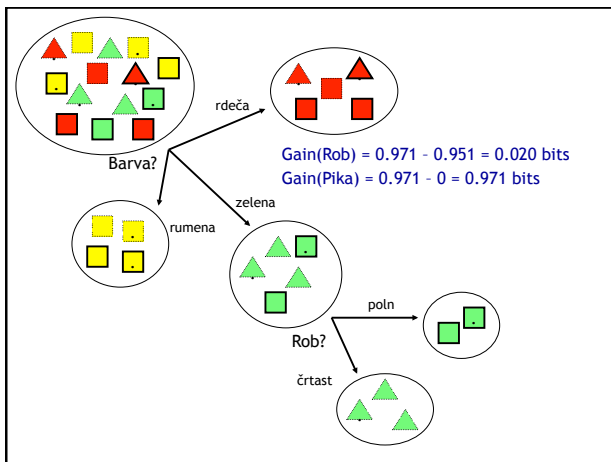 rdeča
Gain(Rob) = 0.971 – 0.951 = 0.020 bits
Gain(Pika) = 0.971 – 0 = 0.971 bits
Barva?
zelena
rumena
poln
Rob?
črtast